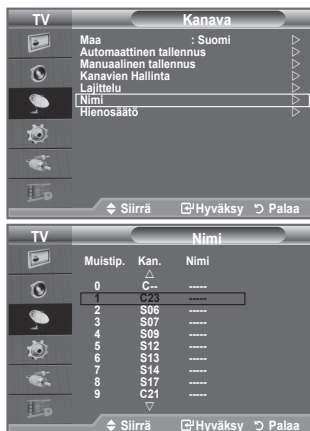 TV Kanava
Maa : Suomi ▷
Automaattinen tallennus ▷
Manuaalinen tallennus ▷
Kanavien Hallinta ▷
Lajittelu ▷
Nimi ▷
Hienosäätö ▷
Siirrä Hyväksy Palaa
TV Nimi
Muistip. Kan. Nimi
△
0 C-- -----
1 C23 -----
2 S06 -----
3 S07 -----
4 S09 -----
5 S12 -----
6 S13 -----
7 S14 -----
8 S17 -----
9 C21 -----
▽
Siirrä Hyväksy Palaa